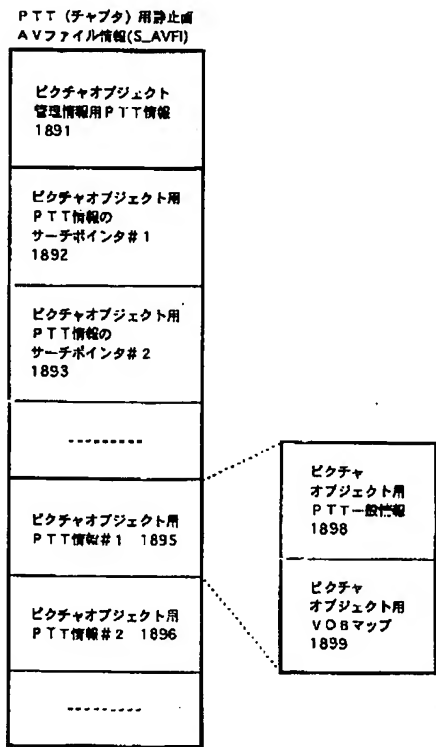 PTT（チャプタ）用静止画
AVファイル情報(S_AVFI)
ピクチャオブジェクト
管理情報用PTT情報
1891
ピクチャオブジェクト用
PTT情報の
サーチポインタ#1
1892
ピクチャオブジェクト用
PTT情報の
サーチポインタ#2
1893
---------
ピクチャオブジェクト用
PTT情報#1 1895
ピクチャオブジェクト用
PTT情報#2 1896
---------
ピクチャ
オブジェクト用
PTT一般情報
1898
ピクチャ
オブジェクト用
VOBマップ
1899